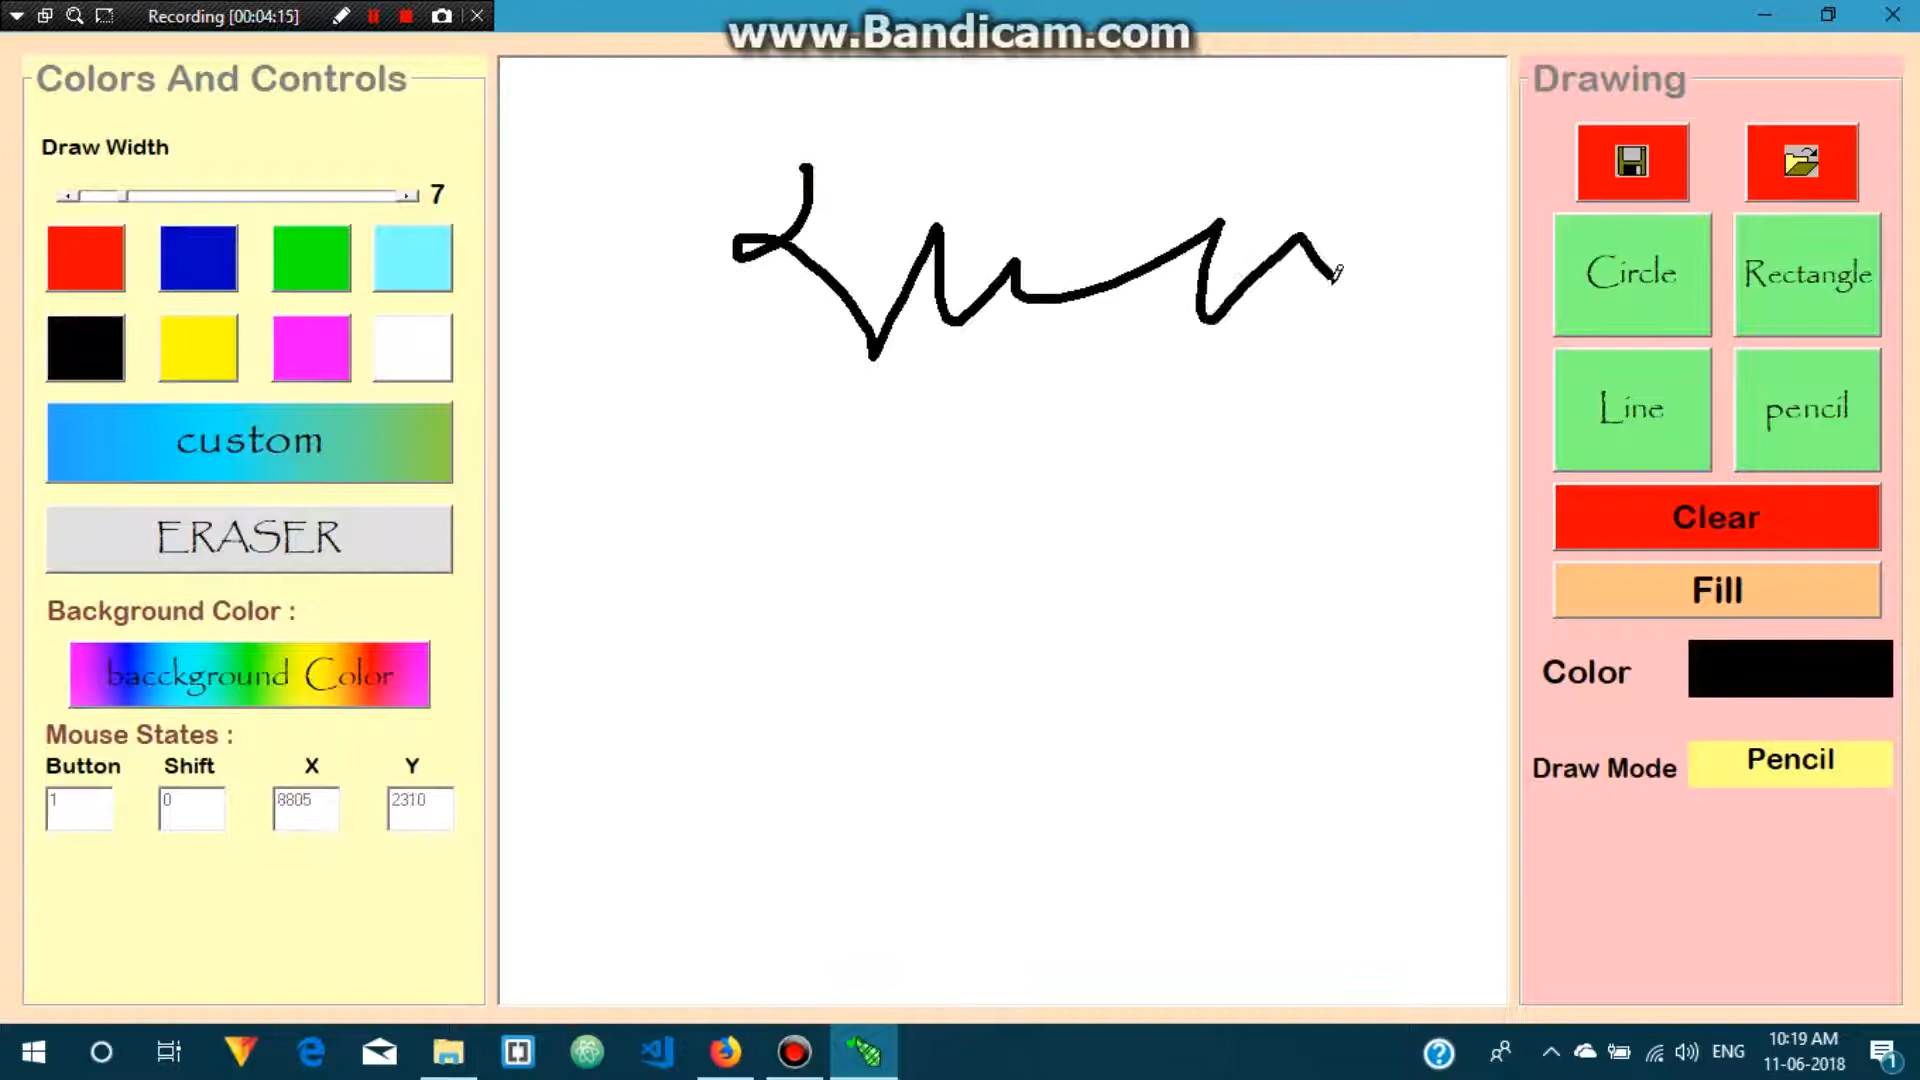 Recording [00:04:15]
www.Bandicam.com
Colors And Controls
Draw Width
7
custom
ERASER
Background Color :
bacckground Color
Mouse States :
Button Shift X Y
1 0 8805 2310
Drawing
Circle Rectangle
Line pencil
Clear
Fill
Color
Draw Mode Pencil
ENG
10:19 AM
11-06-2018
1